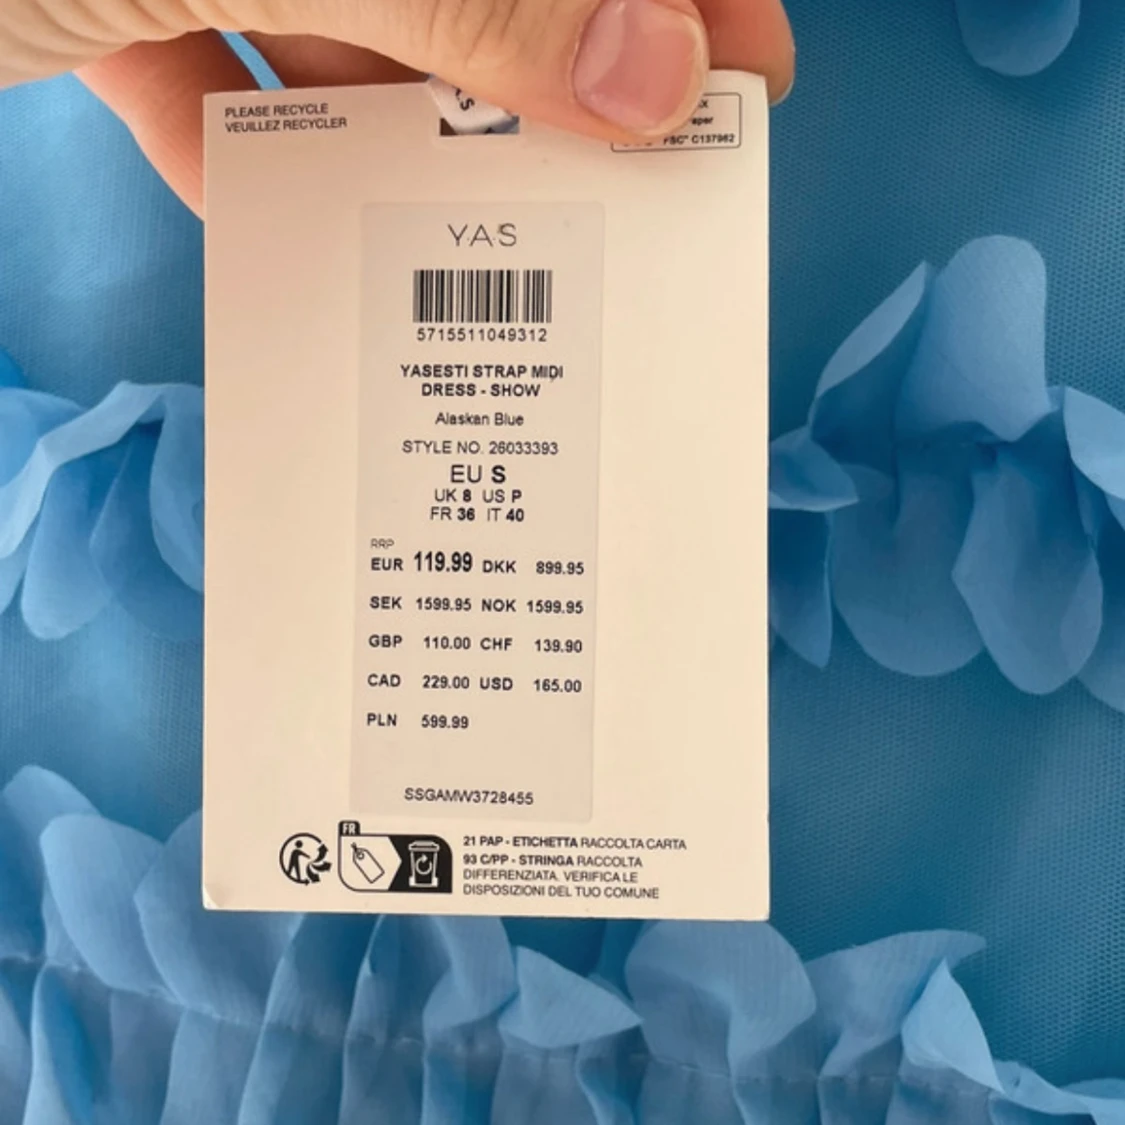 PLEASE RECYCLE
VEUILLEZ RECYCLER
FSC® C137962
Y.A.S
5715511049312
YASESTI STRAP MIDI
DRESS - SHOW
Alaskan Blue
STYLE NO. 26033393
EU S
UK 8 US P
FR 36 IT 40
RRP
EUR 119.99 DKK 899.95
SEK 1599.95 NOK 1599.95
GBP 110.00 CHF 139.90
CAD 229.00 USD 165.00
PLN 599.99
SSGAMW3728455
FR
21 PAP - ETICHETTA RACCOLTA CARTA
93 C/PP - STRINGA RACCOLTA
DIFFERENZIATA. VERIFICA LE
DISPOSIZIONI DEL TUO COMUNE